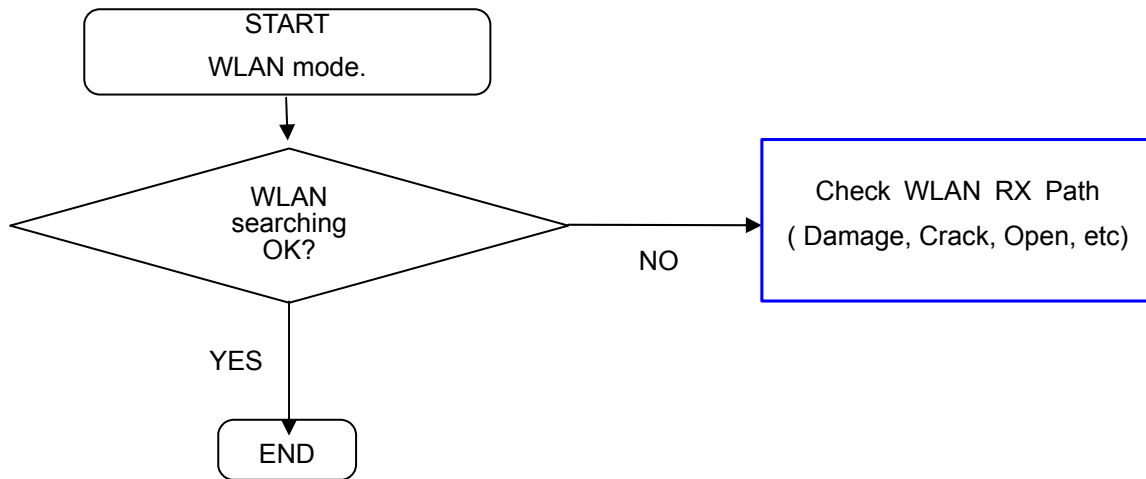 START
WLAN mode.
WLAN
searching
OK?
NO
Check WLAN RX Path
( Damage, Crack, Open, etc)
YES
END